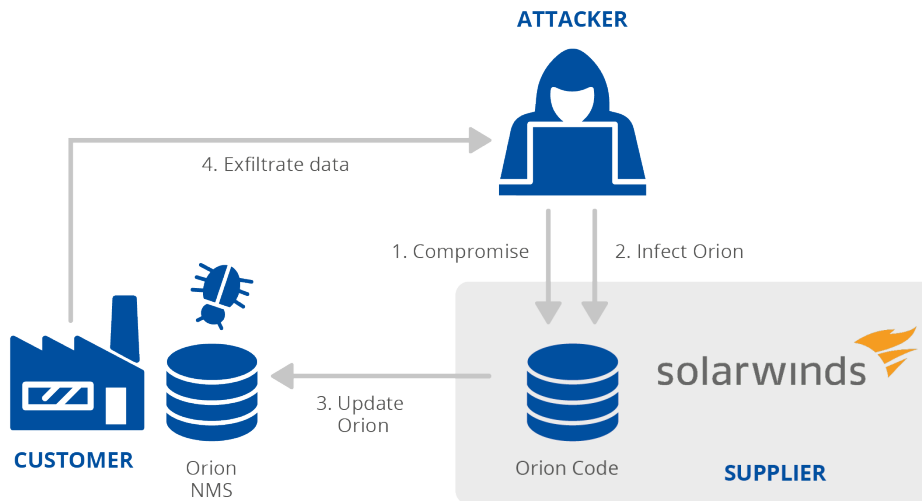 ATTACKER
4. Exfiltrate data
1. Compromise
2. Infect Orion
solarwinds
3. Update
Orion
CUSTOMER
Orion
NMS
Orion Code
SUPPLIER